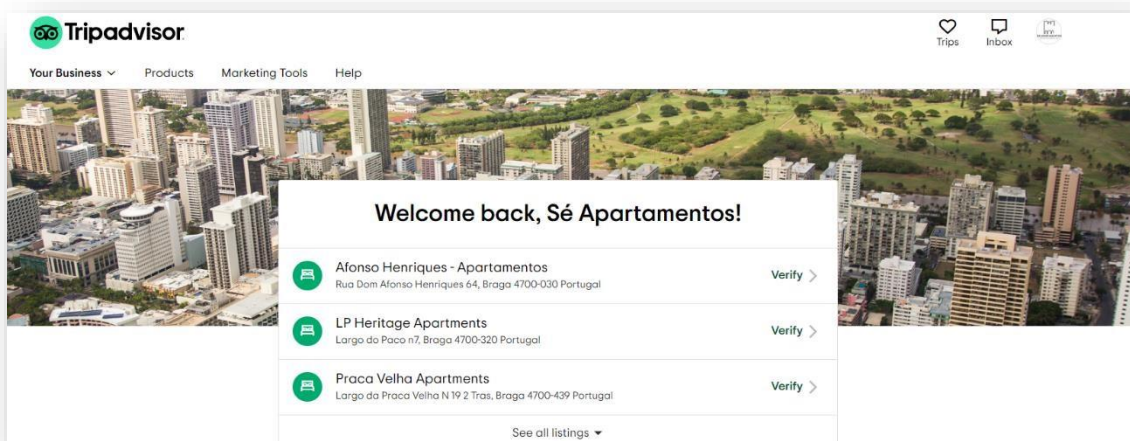 Tripadvisor
Trips
Inbox
Your Business
Products
Marketing Tools
Help
Welcome back, Sé Apartamentos!
Afonso Henriques - Apartamentos
Rua Dom Afonso Henriques 64, Braga 4700-030 Portugal
Verify
LP Heritage Apartments
Largo do Paco n7, Braga 4700-320 Portugal
Verify
Praca Velha Apartments
Largo da Praca Velha N 19 2 Tras, Braga 4700-439 Portugal
Verify
See all listings